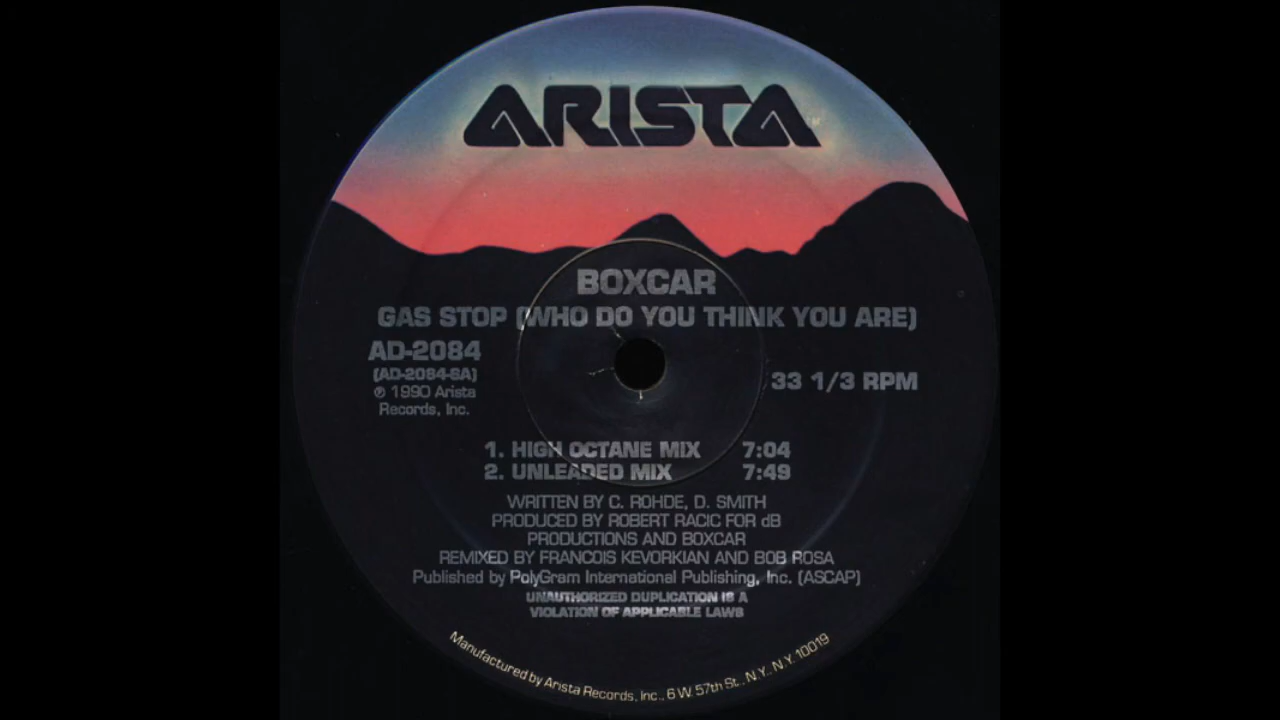 ARISTA
BOXCAR
GAS STOP (WHO DO YOU THINK YOU ARE)
AD-2084
(AD-2084-SA)
℗ 1990 Arista
Records, Inc.
33 1/3 RPM
1. HIGH OCTANE MIX 7:04
2. UNLEADED MIX 7:49
WRITTEN BY C. ROHDE, D. SMITH
PRODUCED BY ROBERT RACIC FOR dB
PRODUCTIONS AND BOXCAR
REMIXED BY FRANCOIS KEVORKIAN AND BOB ROSA
Published by PolyGram International Publishing, Inc. (ASCAP)
UNAUTHORIZED DUPLICATION IS A
VIOLATION OF APPLICABLE LAWS
Manufactured by Arista Records, Inc., 6 W. 57th St., N.Y., N.Y. 10019